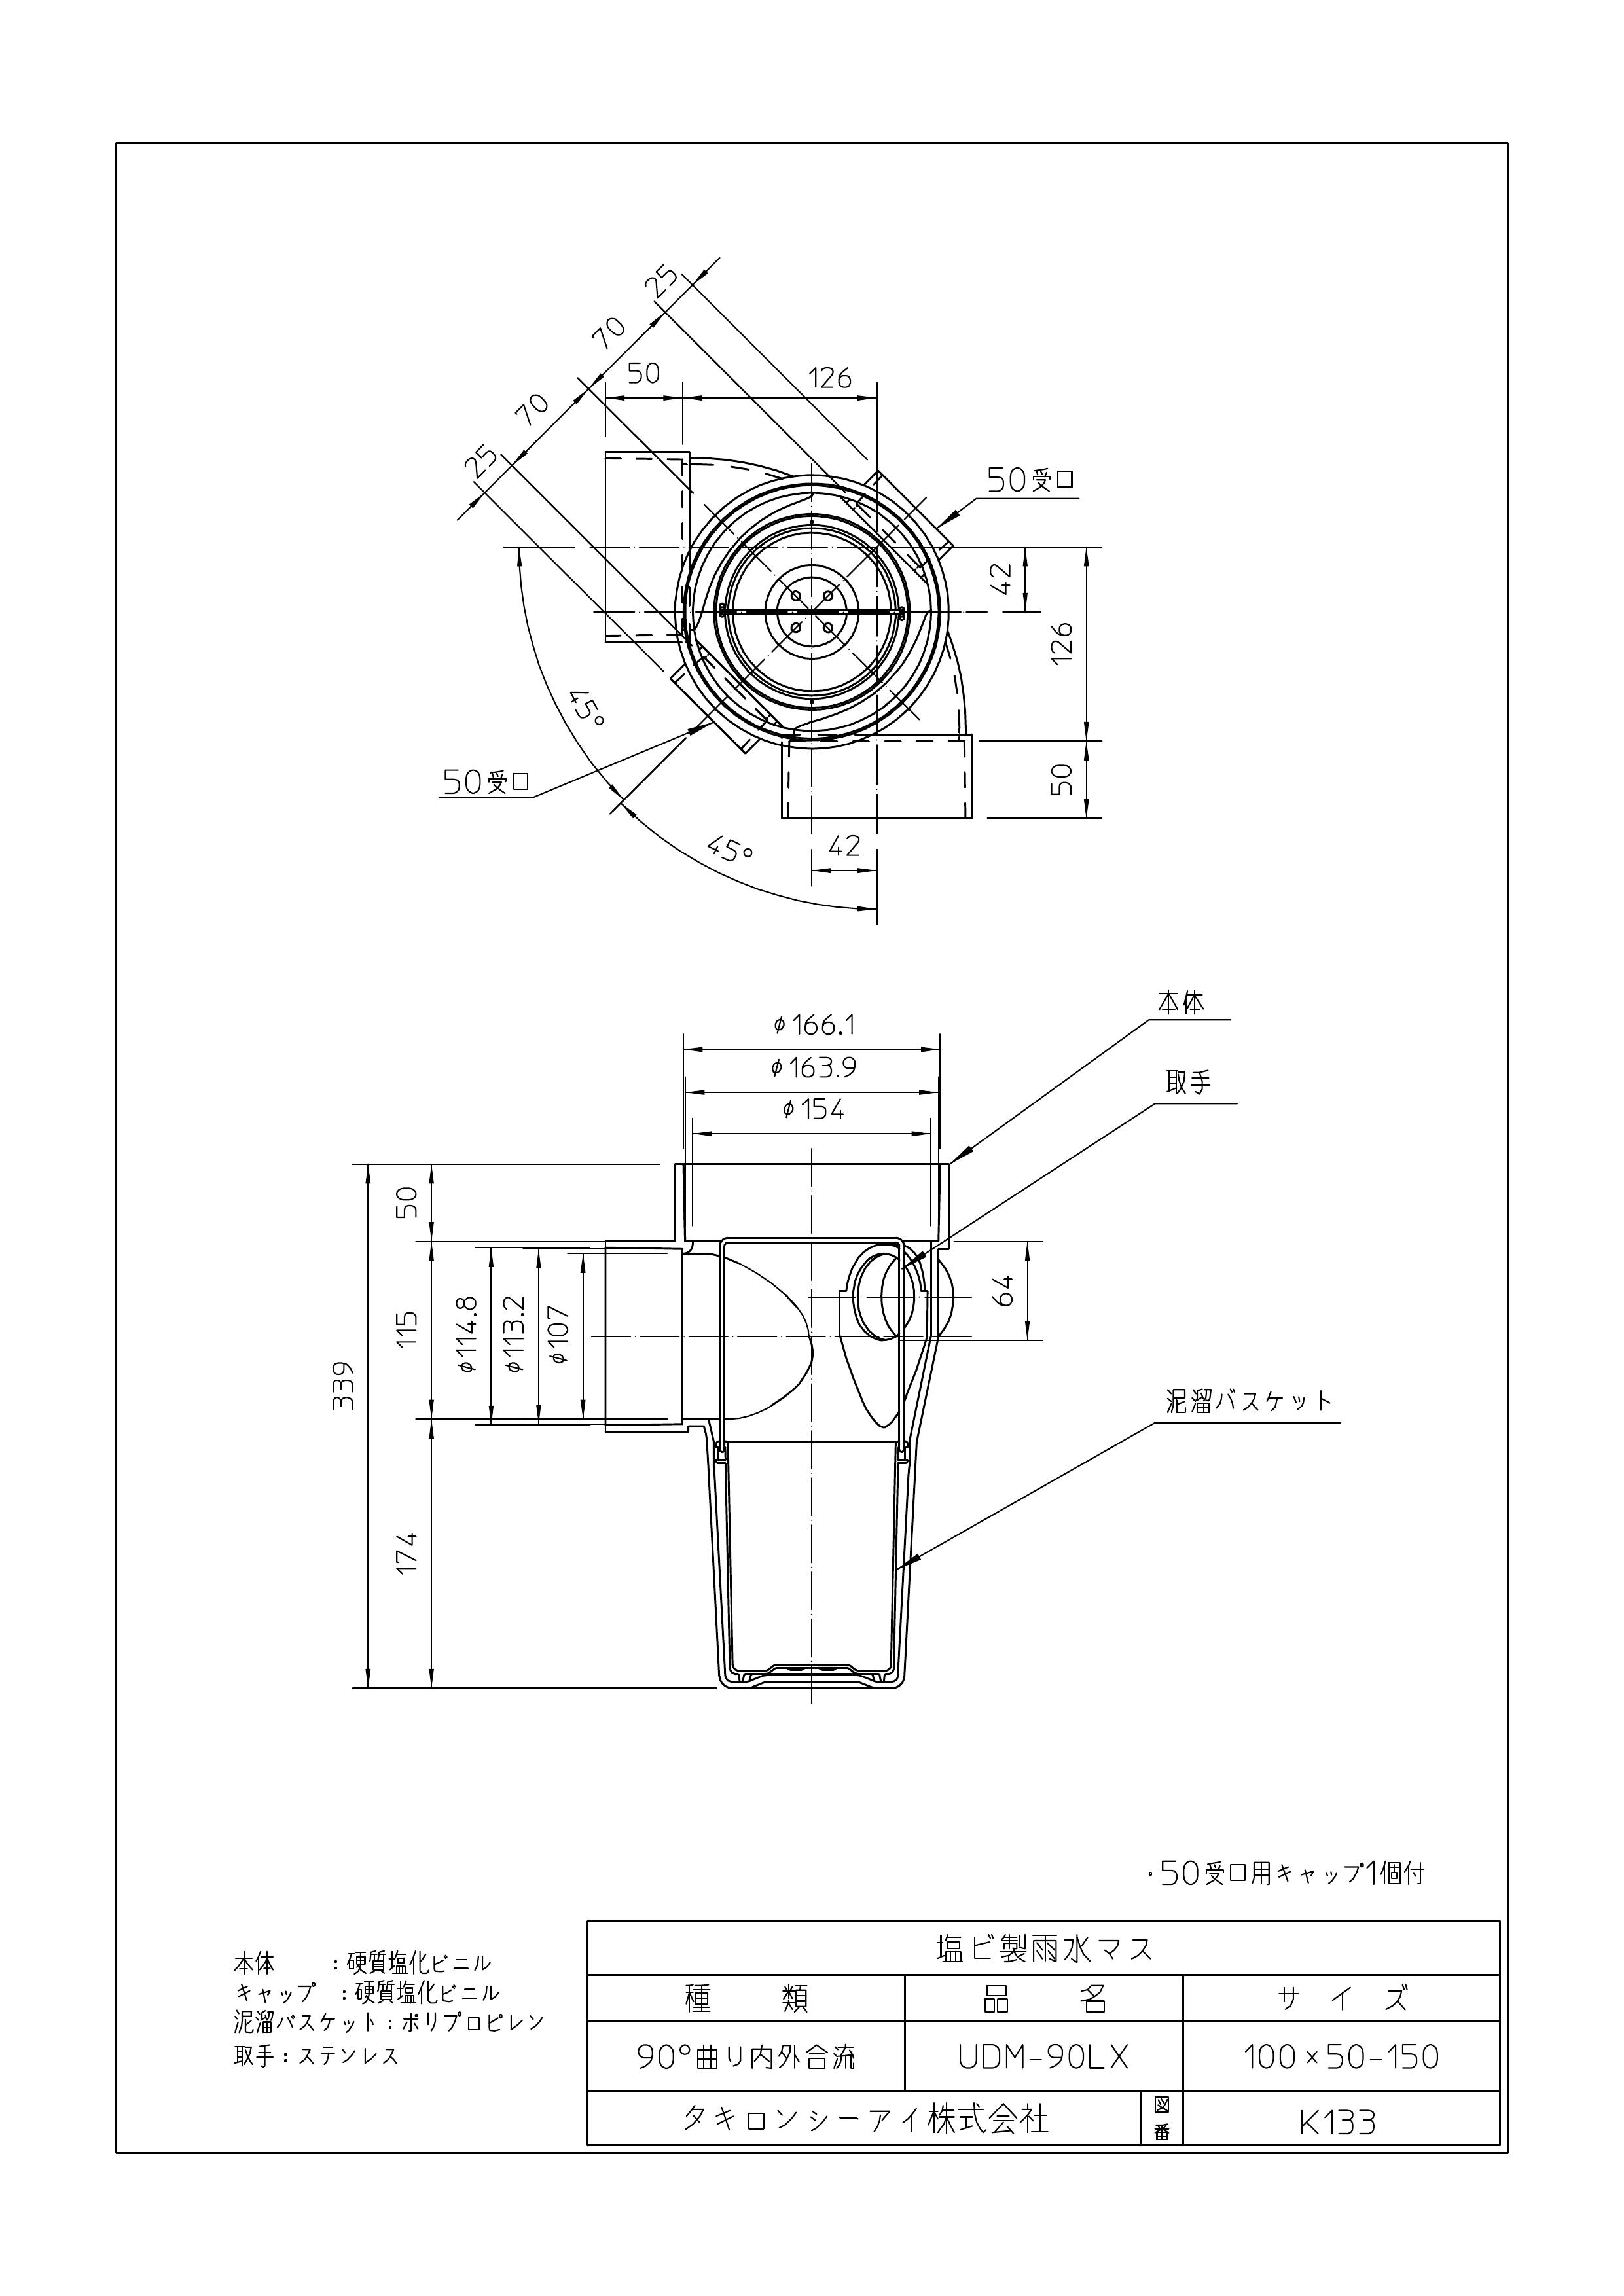 25
70
50
126
70
25
50受口
42
126
45°
50受口
50
45°
42
本体
φ166.1
取手
φ163.9
φ154
50
64
115
φ114.8
φ113.2
φ107
339
泥溜バスケット
174
・50受口用キャップ1個付
本体 :硬質塩化ビニル
キャップ :硬質塩化ビニル
泥溜バスケット:ポリプロピレン
取手:ステンレス
塩ビ製雨水マス
種 類 品 名 サ イ ズ
90°曲り内外合流 UDM-90LX 100×50-150
タキロンシーアイ株式会社 図番 K133